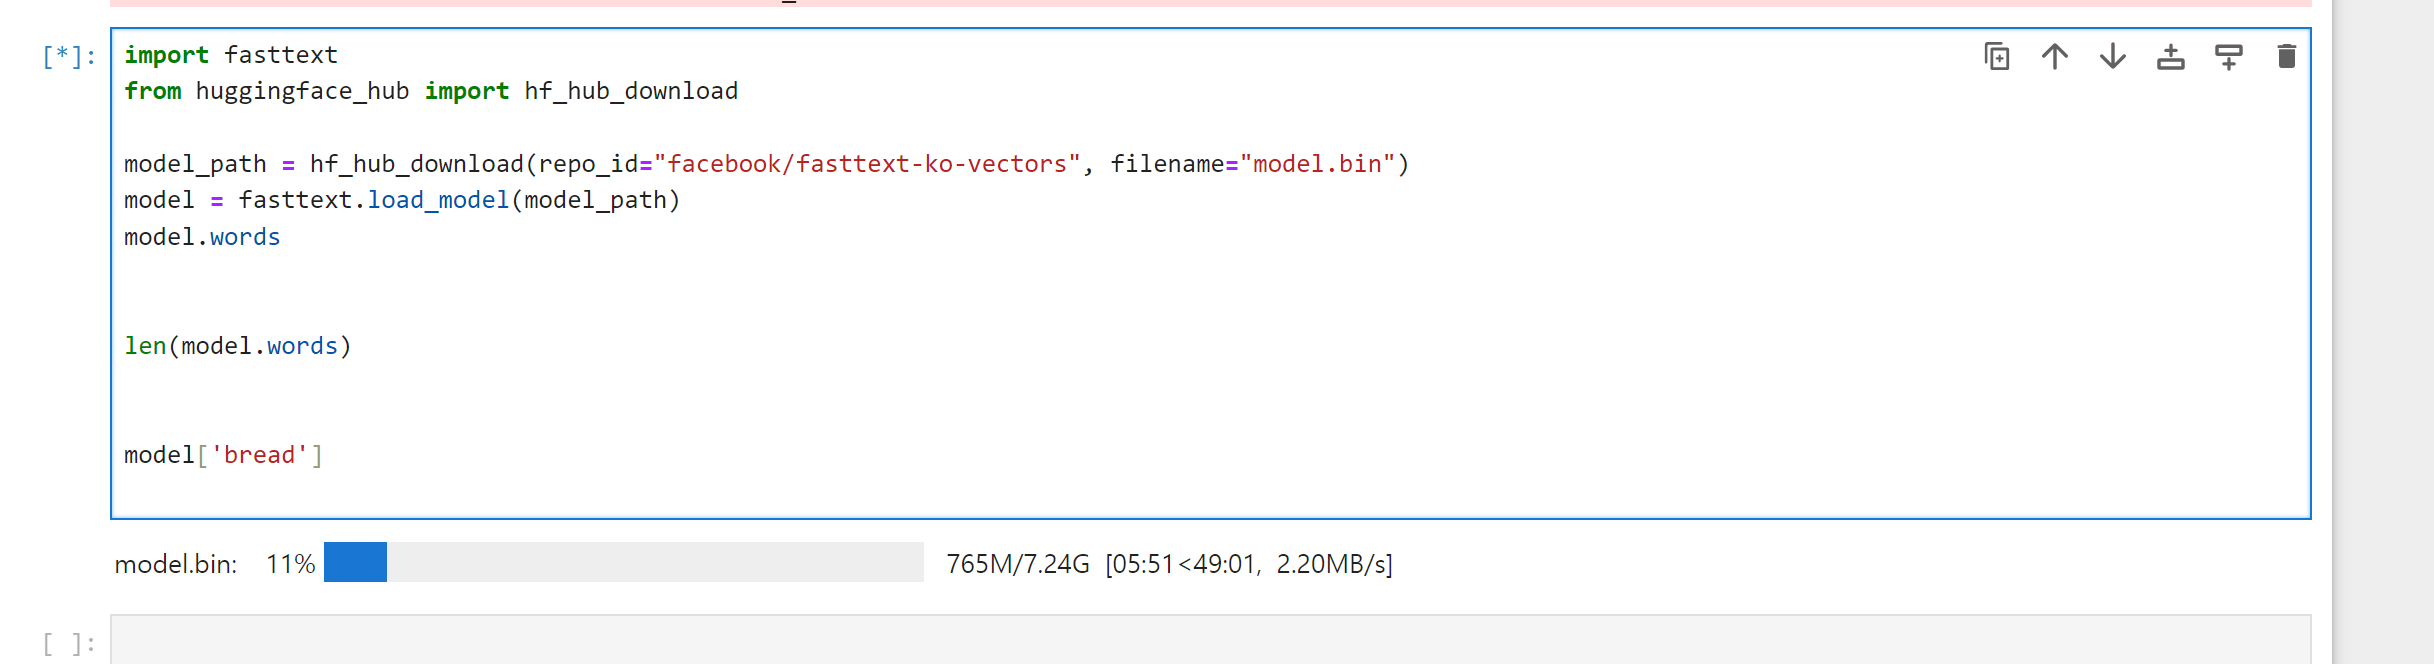 [*]:
import fasttext
from huggingface_hub import hf_hub_download
model_path = hf_hub_download(repo_id="facebook/fasttext-ko-vectors", filename="model.bin")
model = fasttext.load_model(model_path)
model.words
len(model.words)
model['bread']
model.bin: 11% 765M/7.24G [05:51<49:01, 2.20MB/s]
[ ]: